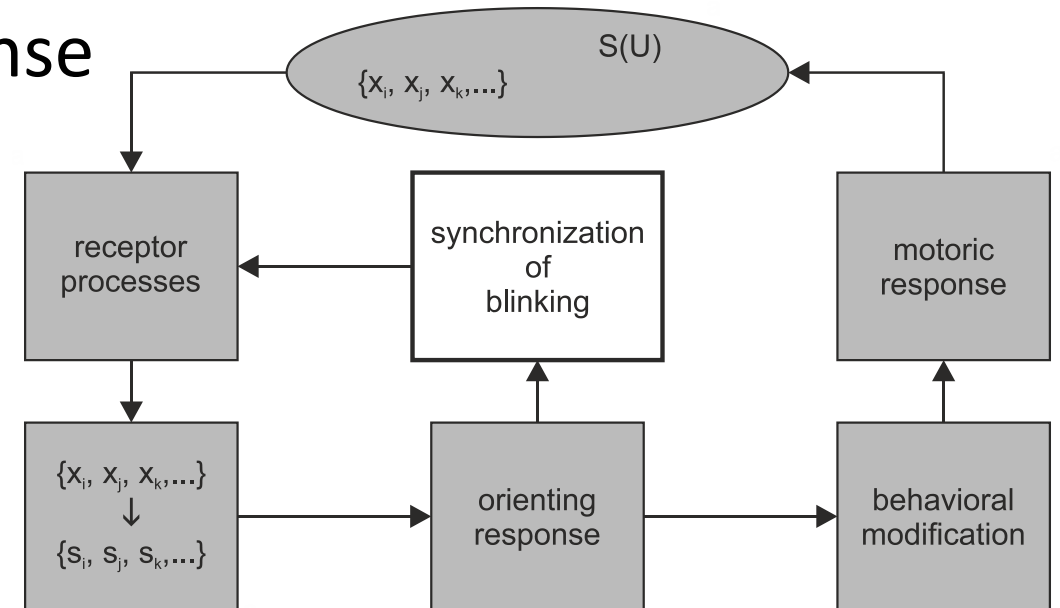 nse
S(U)
{xᵢ, xⱼ, xₖ,...}
receptor
processes
synchronization
of
blinking
motoric
response
{xᵢ, xⱼ, xₖ,...}
↓
{sᵢ, sⱼ, sₖ,...}
orienting
response
behavioral
modification